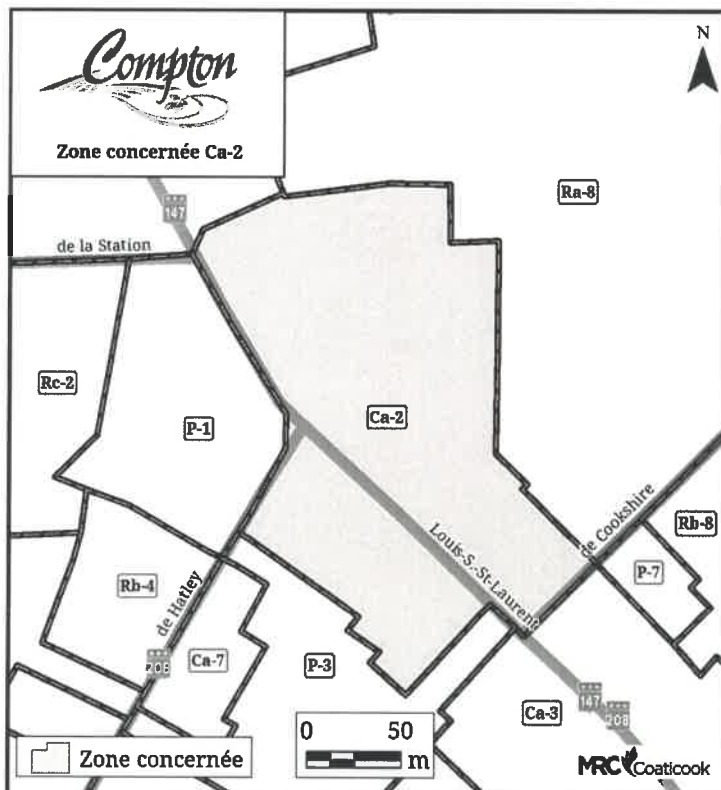 Compton
Zone concernée Ca-2
N
147
de la Station
Ra-8
Rc-2
P-1
Ca-2
de Cookshire
Rb-8
Louis-S.-St-Laurent
P-7
Rb-4
de Hatley
Ca-7
P-3
Ca-3
147
208
0 50
m
Zone concernée
MRC Coaticook